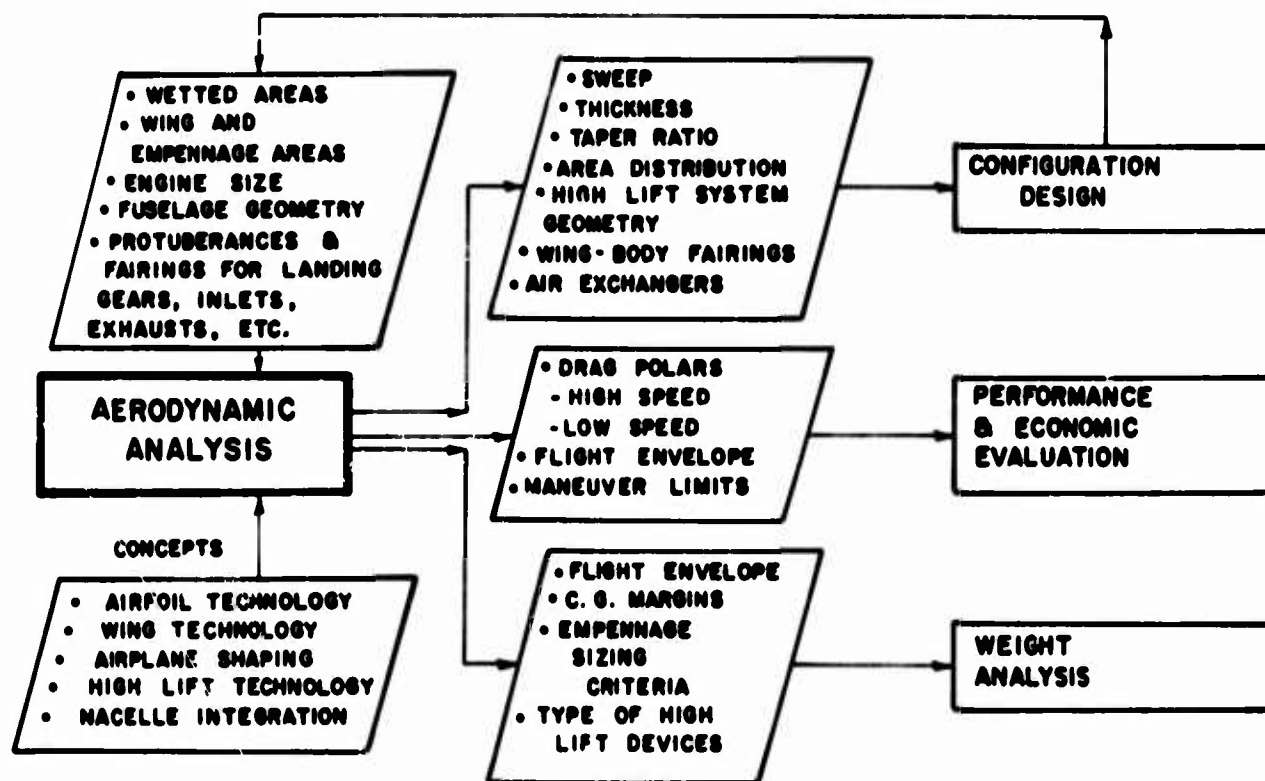 • WETTED AREAS
• WING AND
EMPENNAGE AREAS
• ENGINE SIZE
• FUSELAGE GEOMETRY
• PROTUBERANCES &
FAIRINGS FOR LANDING
GEARS, INLETS,
EXHAUSTS, ETC.
AERODYNAMIC
ANALYSIS
CONCEPTS
• AIRFOIL TECHNOLOGY
• WING TECHNOLOGY
• AIRPLANE SHAPING
• HIGH LIFT TECHNOLOGY
• NACELLE INTEGRATION
• SWEEP
• THICKNESS
• TAPER RATIO
• AREA DISTRIBUTION
• HIGH LIFT SYSTEM
GEOMETRY
• WING-BODY FAIRINGS
• AIR EXCHANGERS
• DRAG POLARS
- HIGH SPEED
- LOW SPEED
• FLIGHT ENVELOPE
• MANEUVER LIMITS
• FLIGHT ENVELOPE
• C.G. MARGINS
• EMPENNAGE
SIZING
CRITERIA
• TYPE OF HIGH
LIFT DEVICES
CONFIGURATION
DESIGN
PERFORMANCE
& ECONOMIC
EVALUATION
WEIGHT
ANALYSIS